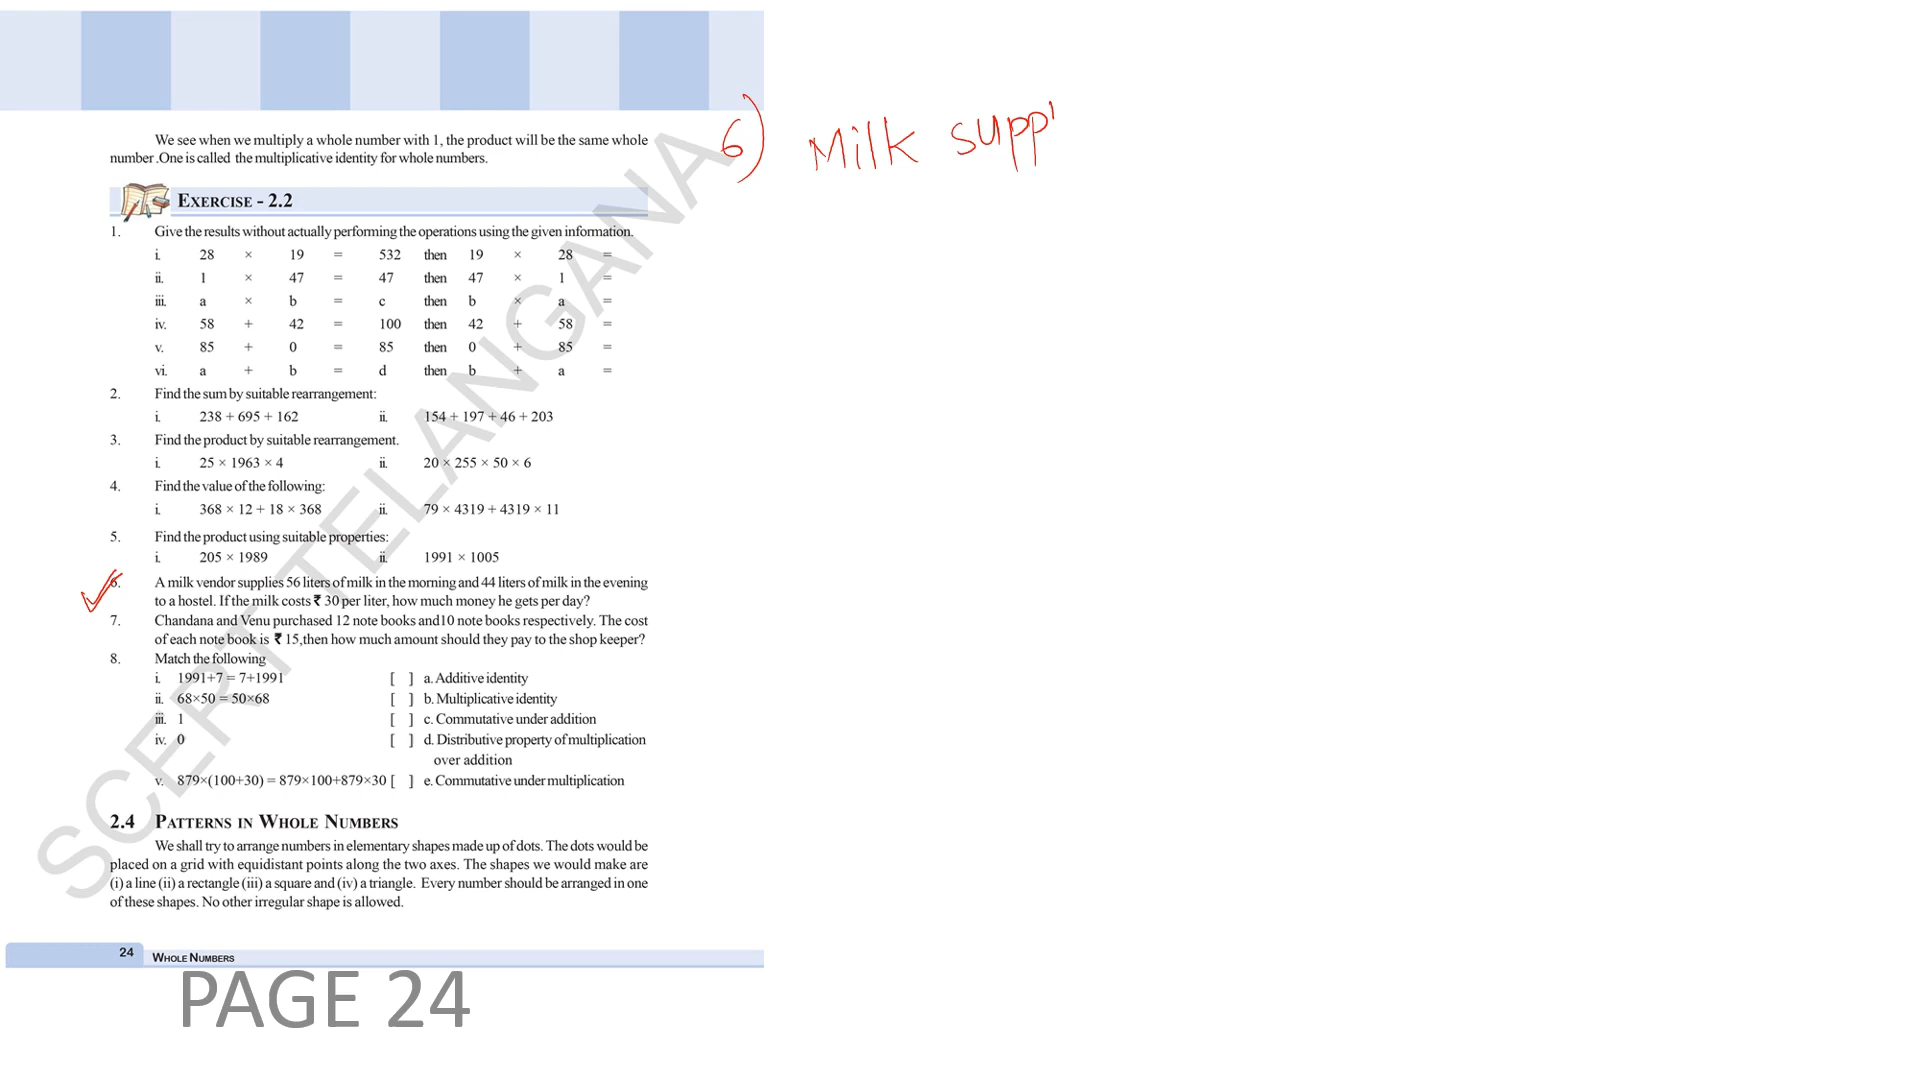 We see when we multiply a whole number with 1, the product will be the same whole
number .One is called the multiplicative identity for whole numbers.
EXERCISE - 2.2
1. Give the results without actually performing the operations using the given information.
i. 28 × 19 = 532 then 19 × 28 =
ii. 1 × 47 = 47 then 47 × 1 =
iii. a × b = c then b × a =
iv. 58 + 42 = 100 then 42 + 58 =
v. 85 + 0 = 85 then 0 + 85 =
vi. a + b = d then b + a =
2. Find the sum by suitable rearrangement:
i. 238 + 695 + 162 ii. 154 + 197 + 46 + 203
3. Find the product by suitable rearrangement.
i. 25 × 1963 × 4 ii. 20 × 255 × 50 × 6
4. Find the value of the following:
i. 368 × 12 + 18 × 368 ii. 79 × 4319 + 4319 × 11
5. Find the product using suitable properties:
i. 205 × 1989 ii. 1991 × 1005
6. A milk vendor supplies 56 liters of milk in the morning and 44 liters of milk in the evening
to a hostel. If the milk costs ₹ 30 per liter, how much money he gets per day?
7. Chandana and Venu purchased 12 note books and10 note books respectively. The cost
of each note book is ₹ 15,then how much amount should they pay to the shop keeper?
8. Match the following
i. 1991+7 = 7+1991 [ ] a. Additive identity
ii. 68×50 = 50×68 [ ] b. Multiplicative identity
iii. 1 [ ] c. Commutative under addition
iv. 0 [ ] d. Distributive property of multiplication
over addition
v. 879×(100+30) = 879×100+879×30 [ ] e. Commutative under multiplication
2.4 PATTERNS IN WHOLE NUMBERS
We shall try to arrange numbers in elementary shapes made up of dots. The dots would be
placed on a grid with equidistant points along the two axes. The shapes we would make are
(i) a line (ii) a rectangle (iii) a square and (iv) a triangle. Every number should be arranged in one
of these shapes. No other irregular shape is allowed.
24 WHOLE NUMBERS
PAGE 24
SCERT TELANGANA
6) Milk supp